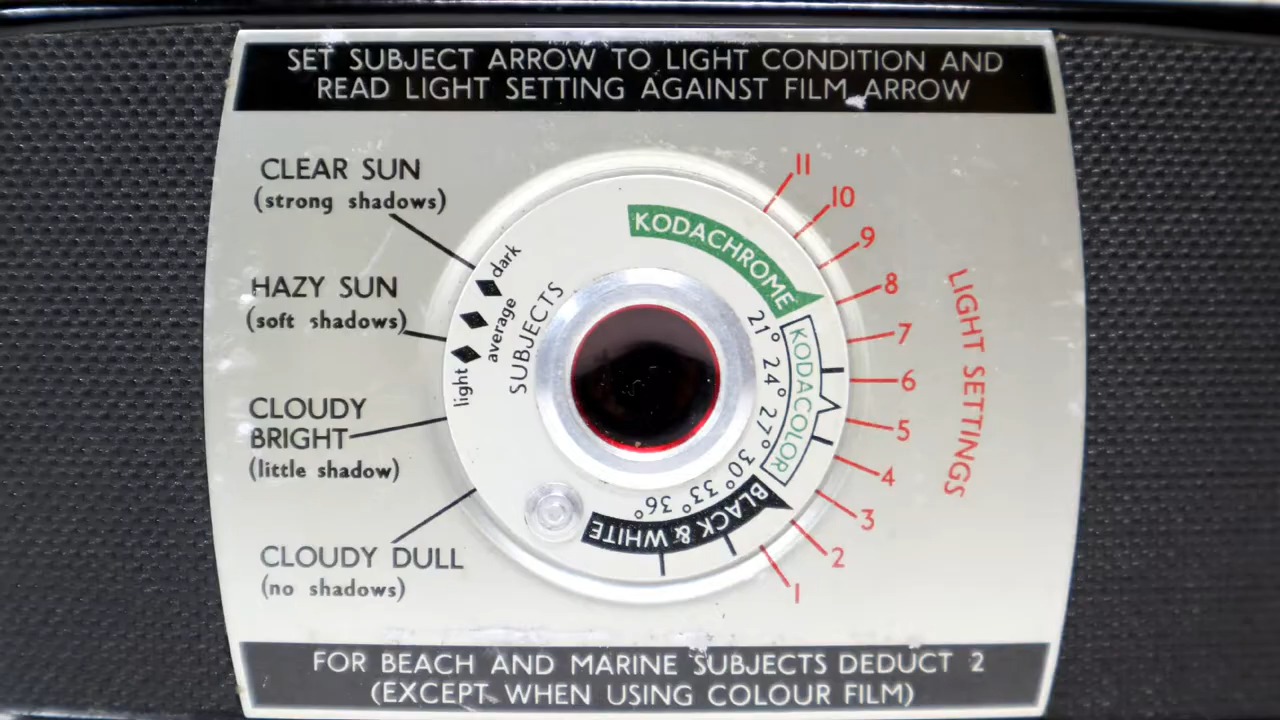 SET SUBJECT ARROW TO LIGHT CONDITION AND
READ LIGHT SETTING AGAINST FILM ARROW
CLEAR SUN
(strong shadows)
HAZY SUN
(soft shadows)
CLOUDY
BRIGHT
(little shadow)
CLOUDY DULL
(no shadows)
dark
average
light
SUBJECTS
KODACHROME
KODACOLOR
BLACK & WHITE
21° 24° 27° 30° 33° 36°
11
10
9
8
7
6
5
4
3
2
1
LIGHT SETTINGS
FOR BEACH AND MARINE SUBJECTS DEDUCT 2
(EXCEPT WHEN USING COLOUR FILM)